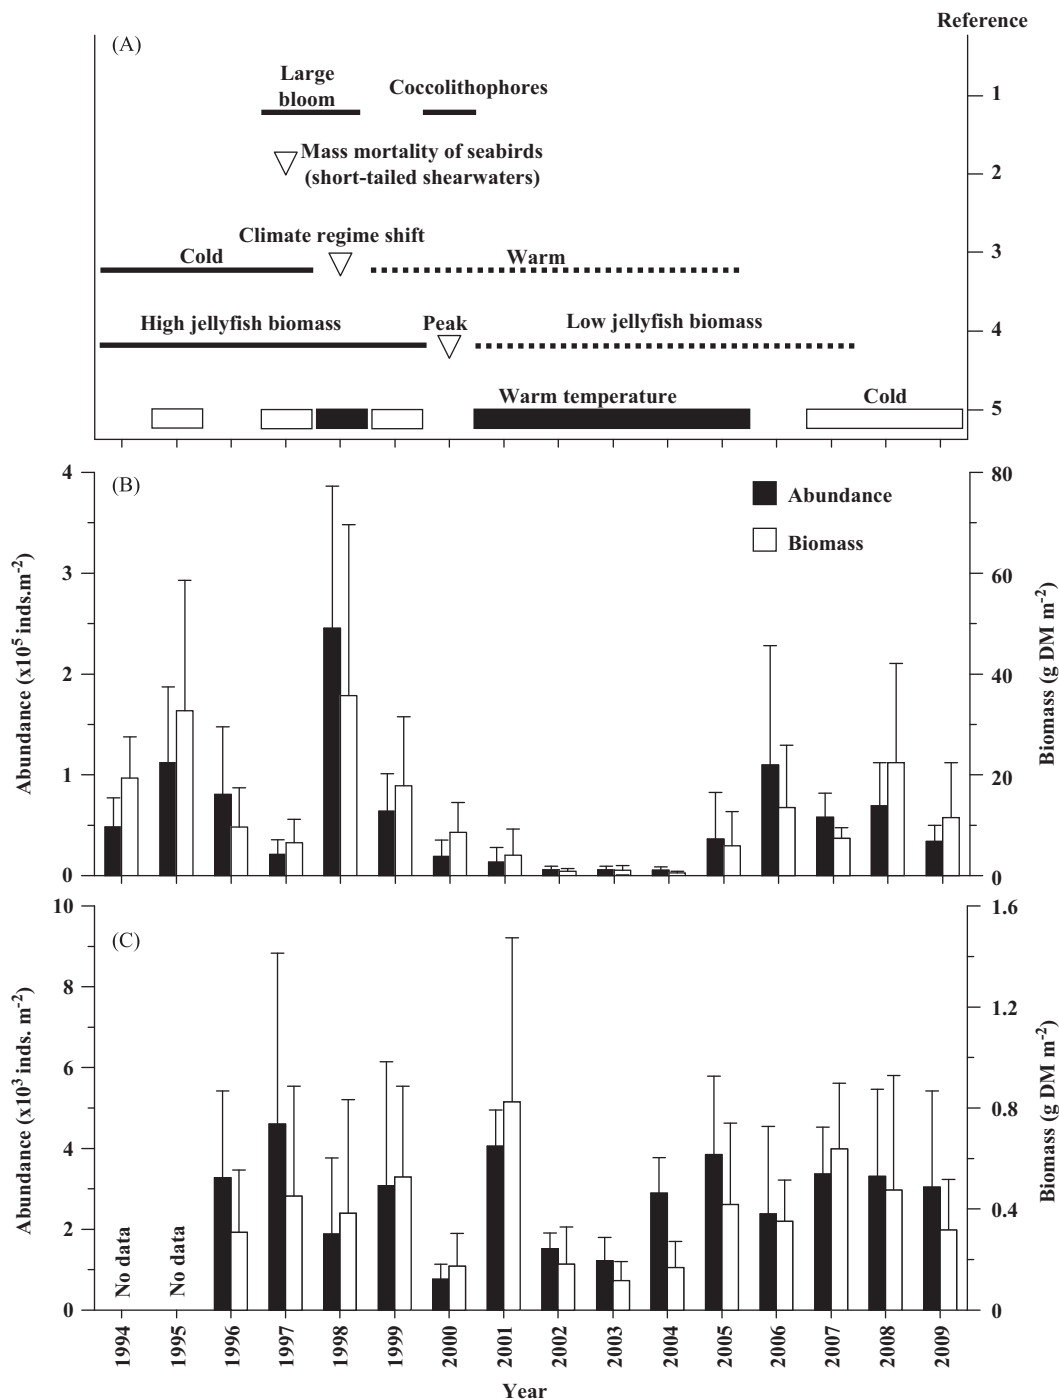 Reference
(A)
Large
bloom
Coccolithophores
1
Mass mortality of seabirds
(short-tailed shearwaters)
2
Climate regime shift
Cold
Warm
3
High jellyfish biomass
Peak
Low jellyfish biomass
4
Warm temperature
Cold
5
(B)
Abundance
Biomass
4
3
2
1
0
Abundance (x10⁵ inds.m⁻²)
80
60
40
20
0
Biomass (g DM m⁻²)
(C)
10
8
6
4
2
0
Abundance (x10³ inds. m⁻²)
1.6
1.2
0.8
0.4
0
Biomass (g DM m⁻²)
No data
No data
1994
1995
1996
1997
1998
1999
2000
2001
2002
2003
2004
2005
2006
2007
2008
2009
Year